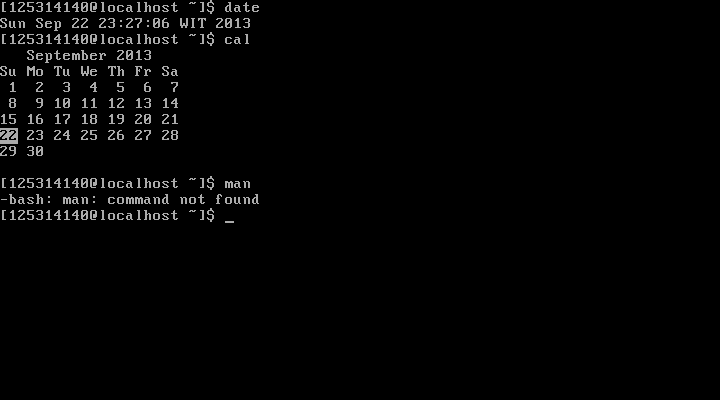 [125314140@localhost ~]$ date
Sun Sep 22 23:27:06 WIT 2013
[125314140@localhost ~]$ cal
   September 2013
Su Mo Tu We Th Fr Sa
 1  2  3  4  5  6  7
 8  9 10 11 12 13 14
15 16 17 18 19 20 21
22 23 24 25 26 27 28
29 30

[125314140@localhost ~]$ man
-bash: man: command not found
[125314140@localhost ~]$ _